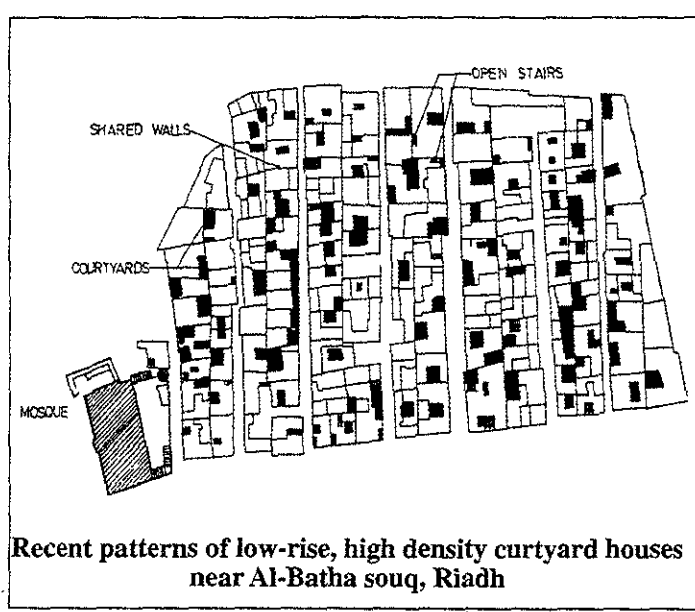 OPEN STAIRS
SHARED WALLS
COURTYARDS
MOSQUE
Recent patterns of low-rise, high density curtyard houses
near Al-Batha souq, Riadh